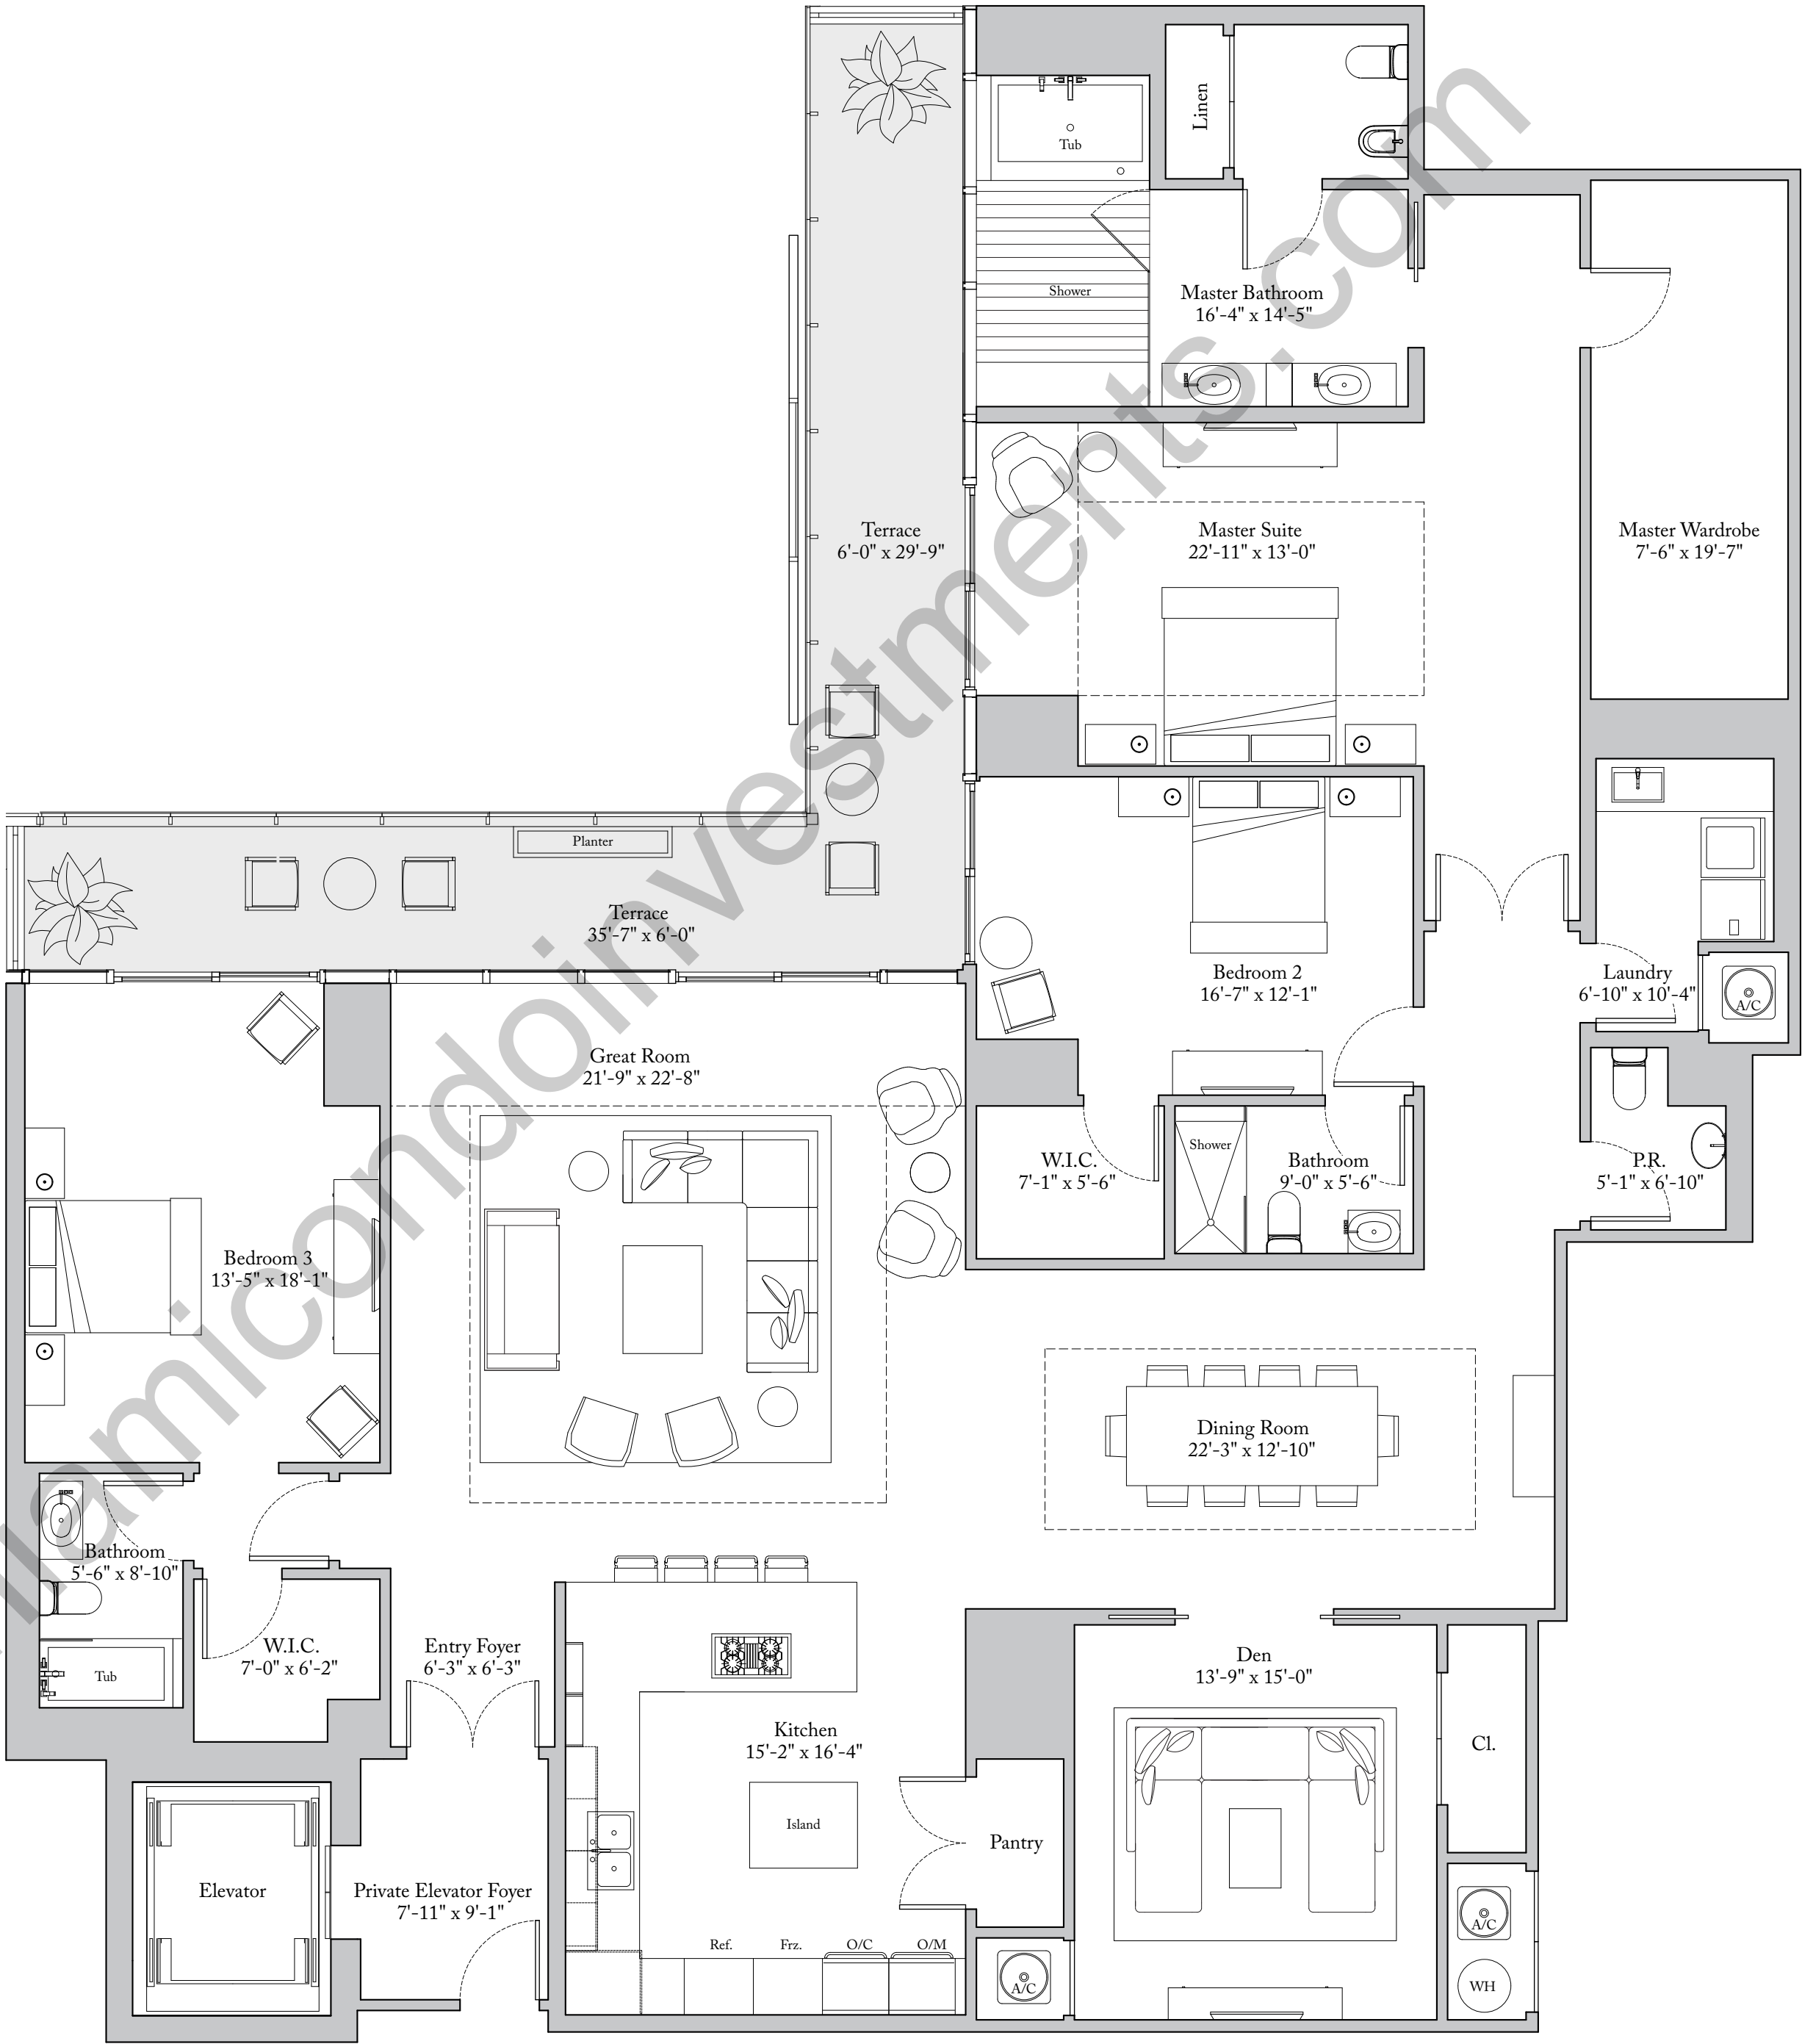 Linen
Tub
Shower
Master Bathroom
16'-4" x 14'-5"
Terrace
6'-0" x 29'-9"
Master Suite
22'-11" x 13'-0"
Master Wardrobe
7'-6" x 19'-7"
Planter
Terrace
35'-7" x 6'-0"
Bedroom 2
16'-7" x 12'-1"
Laundry
6'-10" x 10'-4"
A/C
Great Room
21'-9" x 22'-8"
Shower
W.I.C.
7'-1" x 5'-6"
Bathroom
9'-0" x 5'-6"
P.R.
5'-1" x 6'-10"
Bedroom 3
13'-5" x 18'-1"
Dining Room
22'-3" x 12'-10"
Bathroom
5'-6" x 8'-10"
W.I.C.
7'-0" x 6'-2"
Tub
Entry Foyer
6'-3" x 6'-3"
Den
13'-9" x 15'-0"
Kitchen
15'-2" x 16'-4"
Cl.
Island
Pantry
Elevator
Private Elevator Foyer
7'-11" x 9'-1"
Ref.
Frz.
O/C
O/M
A/C
A/C
WH
iamicondoinvestments.com